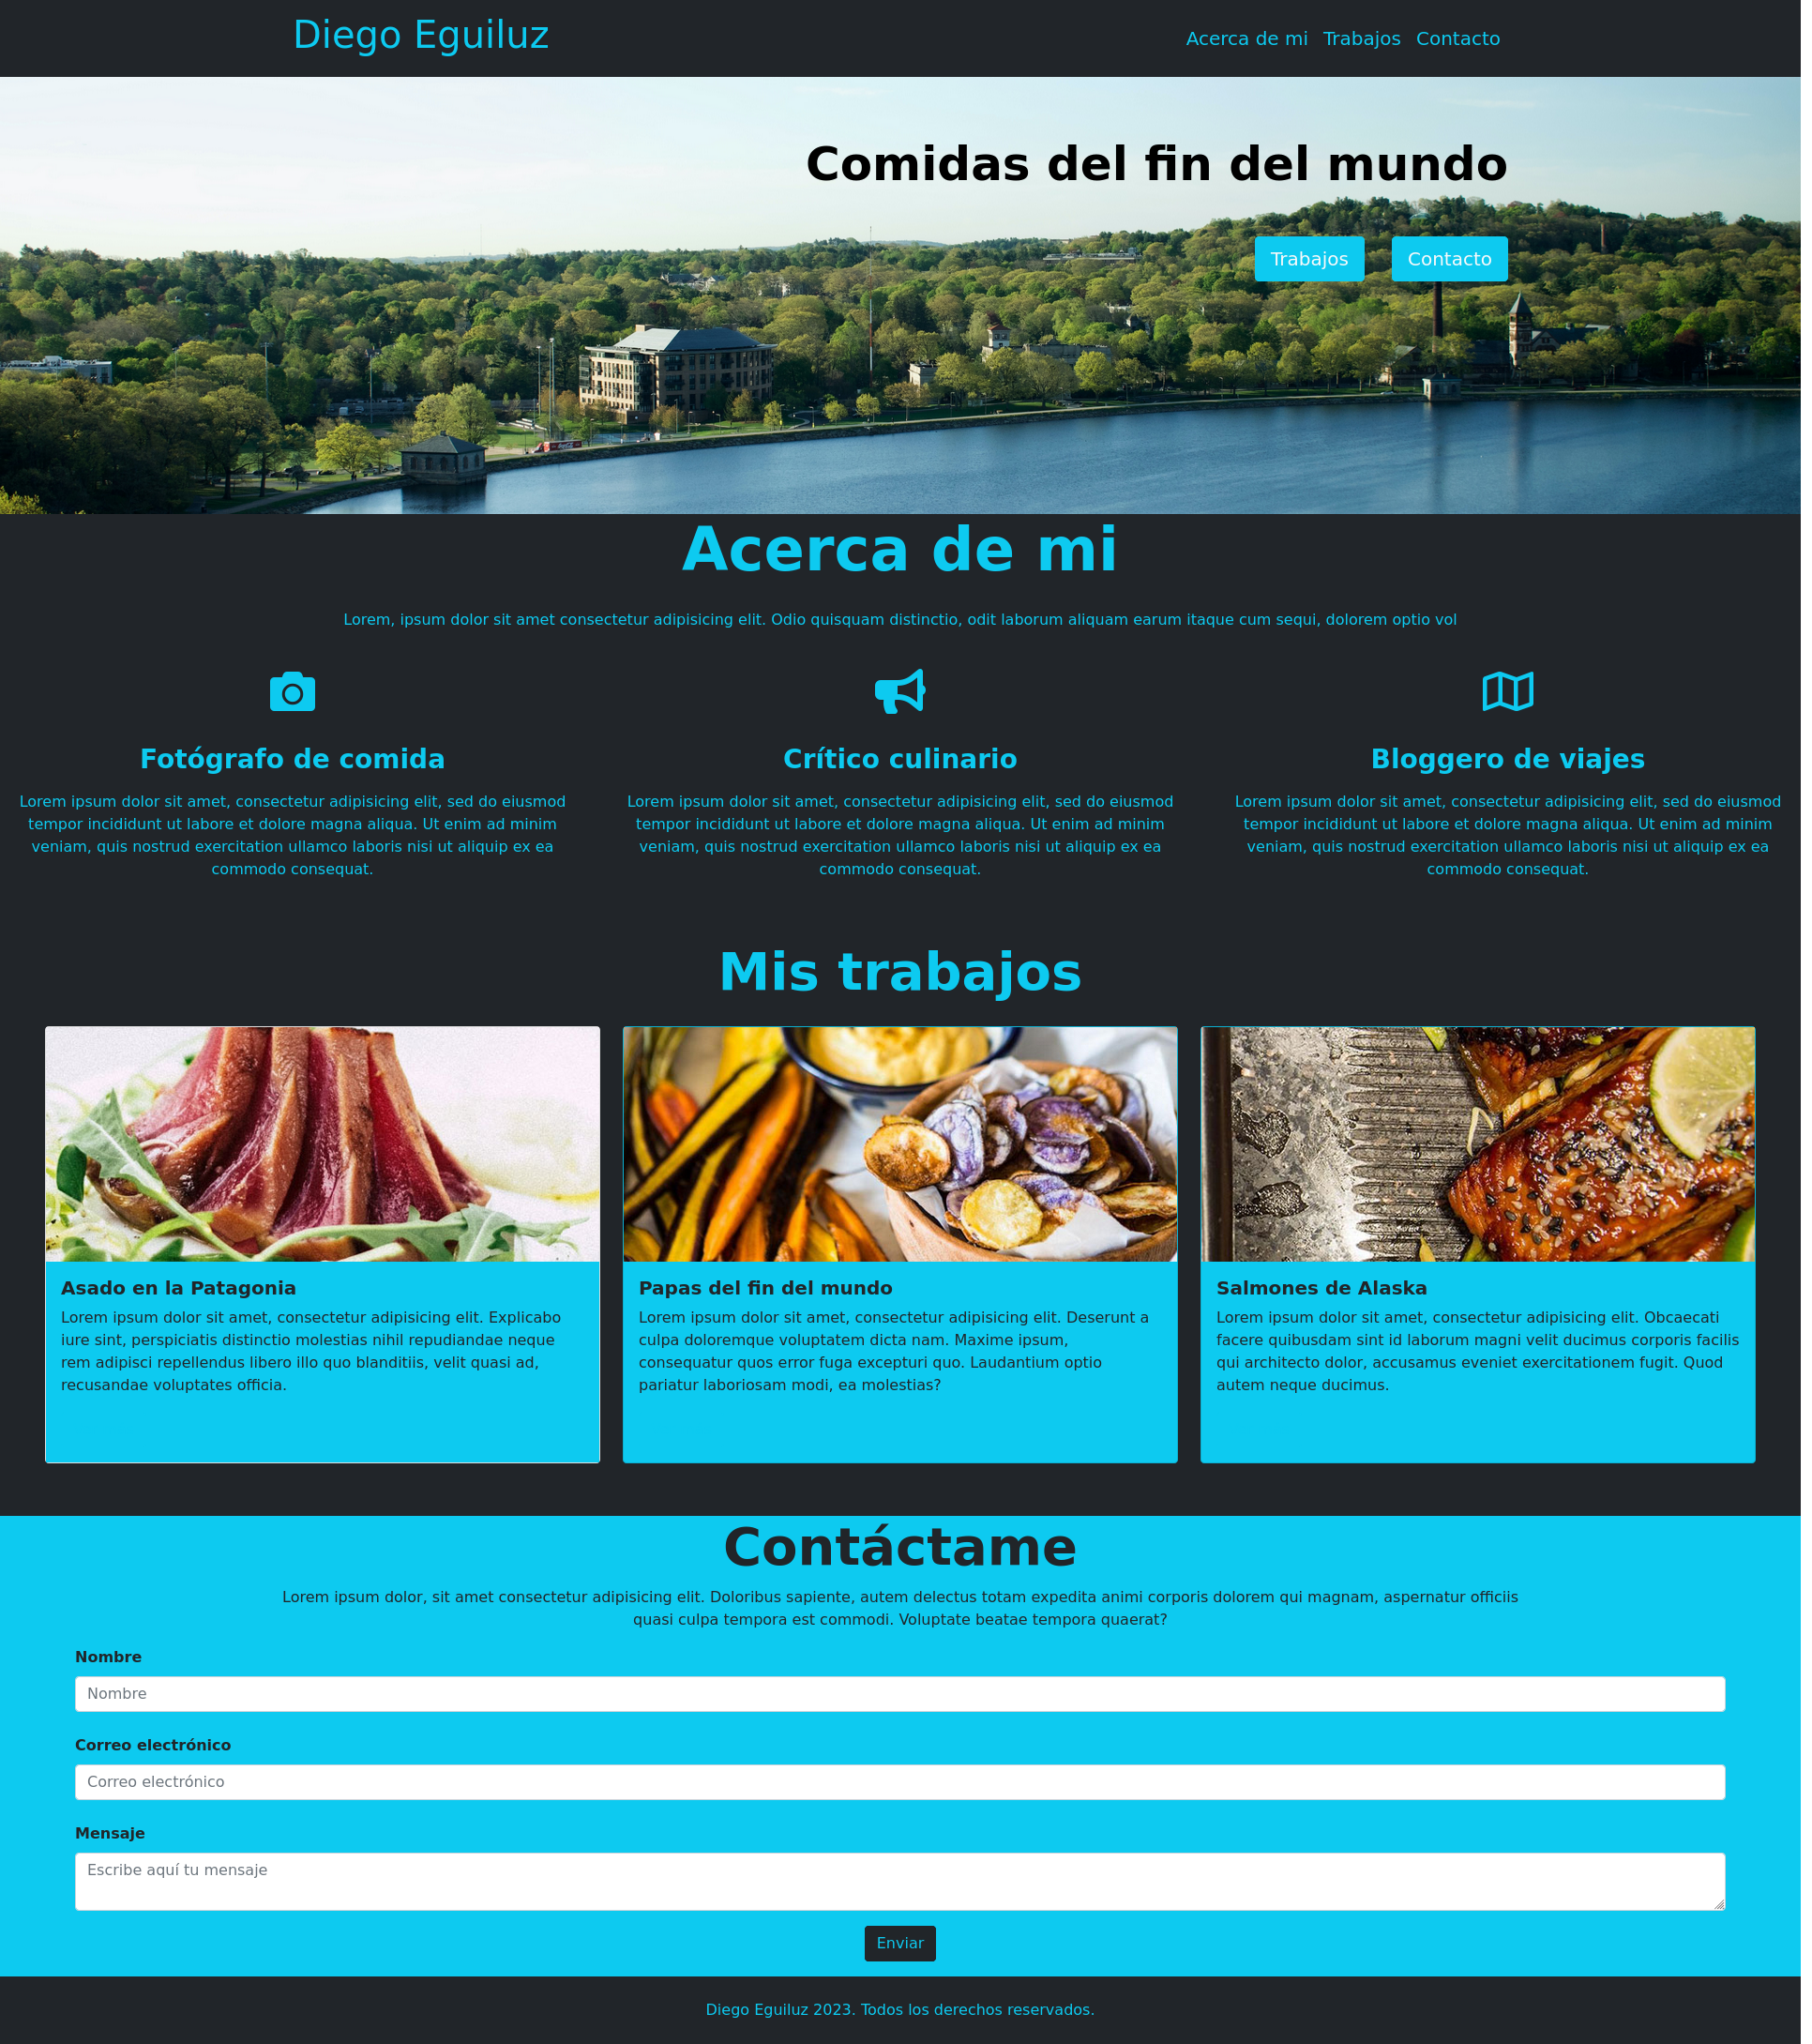 Diego Eguiluz
Acerca de mi Trabajos Contacto
Comidas del fin del mundo
Trabajos Contacto
Acerca de mi
Lorem, ipsum dolor sit amet consectetur adipisicing elit. Odio quisquam distinctio, odit laborum aliquam earum itaque cum sequi, dolorem optio vol
Fotógrafo de comida
Lorem ipsum dolor sit amet, consectetur adipisicing elit, sed do eiusmod
tempor incididunt ut labore et dolore magna aliqua. Ut enim ad minim
veniam, quis nostrud exercitation ullamco laboris nisi ut aliquip ex ea
commodo consequat.
Crítico culinario
Lorem ipsum dolor sit amet, consectetur adipisicing elit, sed do eiusmod
tempor incididunt ut labore et dolore magna aliqua. Ut enim ad minim
veniam, quis nostrud exercitation ullamco laboris nisi ut aliquip ex ea
commodo consequat.
Bloggero de viajes
Lorem ipsum dolor sit amet, consectetur adipisicing elit, sed do eiusmod
tempor incididunt ut labore et dolore magna aliqua. Ut enim ad minim
veniam, quis nostrud exercitation ullamco laboris nisi ut aliquip ex ea
commodo consequat.
Mis trabajos
Asado en la Patagonia
Lorem ipsum dolor sit amet, consectetur adipisicing elit. Explicabo
iure sint, perspiciatis distinctio molestias nihil repudiandae neque
rem adipisci repellendus libero illo quo blanditiis, velit quasi ad,
recusandae voluptates officia.
Papas del fin del mundo
Lorem ipsum dolor sit amet, consectetur adipisicing elit. Deserunt a
culpa doloremque voluptatem dicta nam. Maxime ipsum,
consequatur quos error fuga excepturi quo. Laudantium optio
pariatur laboriosam modi, ea molestias?
Salmones de Alaska
Lorem ipsum dolor sit amet, consectetur adipisicing elit. Obcaecati
facere quibusdam sint id laborum magni velit ducimus corporis facilis
qui architecto dolor, accusamus eveniet exercitationem fugit. Quod
autem neque ducimus.
Contáctame
Lorem ipsum dolor, sit amet consectetur adipisicing elit. Doloribus sapiente, autem delectus totam expedita animi corporis dolorem qui magnam, aspernatur officiis
quasi culpa tempora est commodi. Voluptate beatae tempora quaerat?
Nombre
Nombre
Correo electrónico
Correo electrónico
Mensaje
Escribe aquí tu mensaje
Enviar
Diego Eguiluz 2023. Todos los derechos reservados.